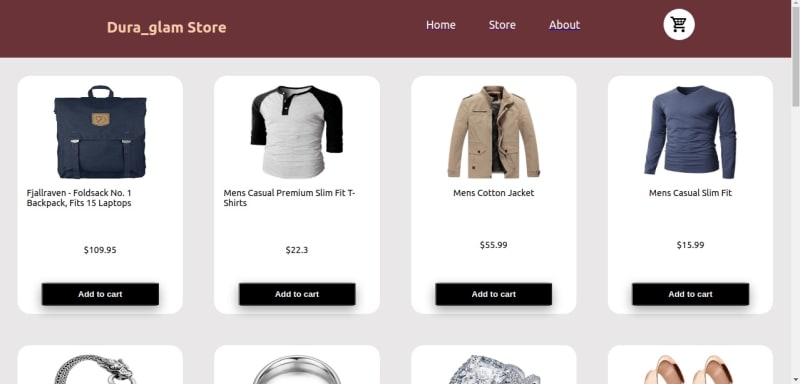 Dura_glam Store
Home Store About
Fjallraven - Foldsack No. 1
Backpack, Fits 15 Laptops
$109.95
Add to cart
Mens Casual Premium Slim Fit T-
Shirts
$22.3
Add to cart
Mens Cotton Jacket
$55.99
Add to cart
Mens Casual Slim Fit
$15.99
Add to cart